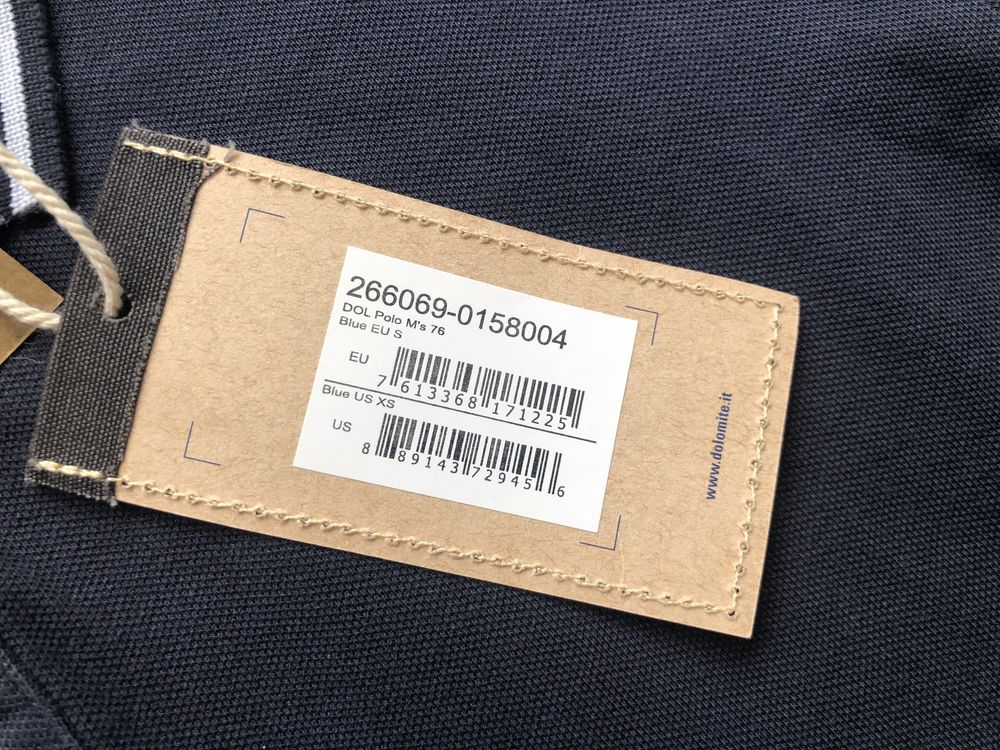 266069-0158004
DOL Polo M's 76
Blue EU S
EU
7 613368 171225
Blue US XS
US
8 89143 72945 6
www.dolomite.it